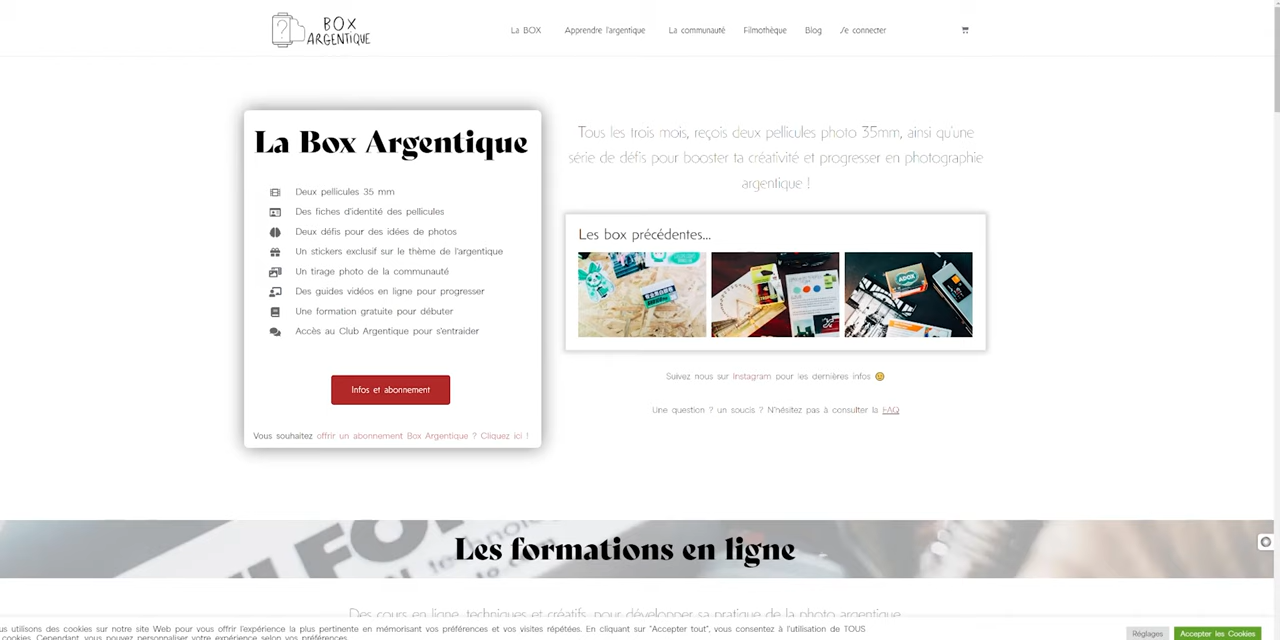 BOX
ARGENTIQUE
La BOX Apprendre l'argentique La communauté Filmothèque Blog Je connecter
La Box Argentique
Deux pellicules 35 mm
Des fiches d'identité des pellicules
Deux défis pour des idées de photos
Un stickers exclusif sur le thème de l'argentique
Un tirage photo de la communauté
Des guides vidéos en ligne pour progresser
Une formation gratuite pour débuter
Accès au Club Argentique pour s'entraider
Infos et abonnement
Vous souhaitez offrir un abonnement Box Argentique ? Cliquez ici !
Tous les trois mois, reçois deux pellicules photo 35mm, ainsi qu'une
série de défis pour booster ta créativité et progresser en photographie
argentique !
Les box précédentes...
ADOX
Suivez nous sur Instagram pour les dernières infos
Une question ? un soucis ? N'hésitez pas à consulter la FAQ
Les formations en ligne
Des cours en ligne, techniques et créatifs, pour développer sa pratique de la photo argentique
us utilisons des cookies sur notre site Web pour vous offrir l'expérience la plus pertinente en mémorisant vos préférences et vos visites répétées. En cliquant sur "Accepter tout", vous consentez à l'utilisation de TOUS
cookies. Cependant, vous pouvez personnaliser votre expérience selon vos préférences.
Réglages Accepter les Cookies